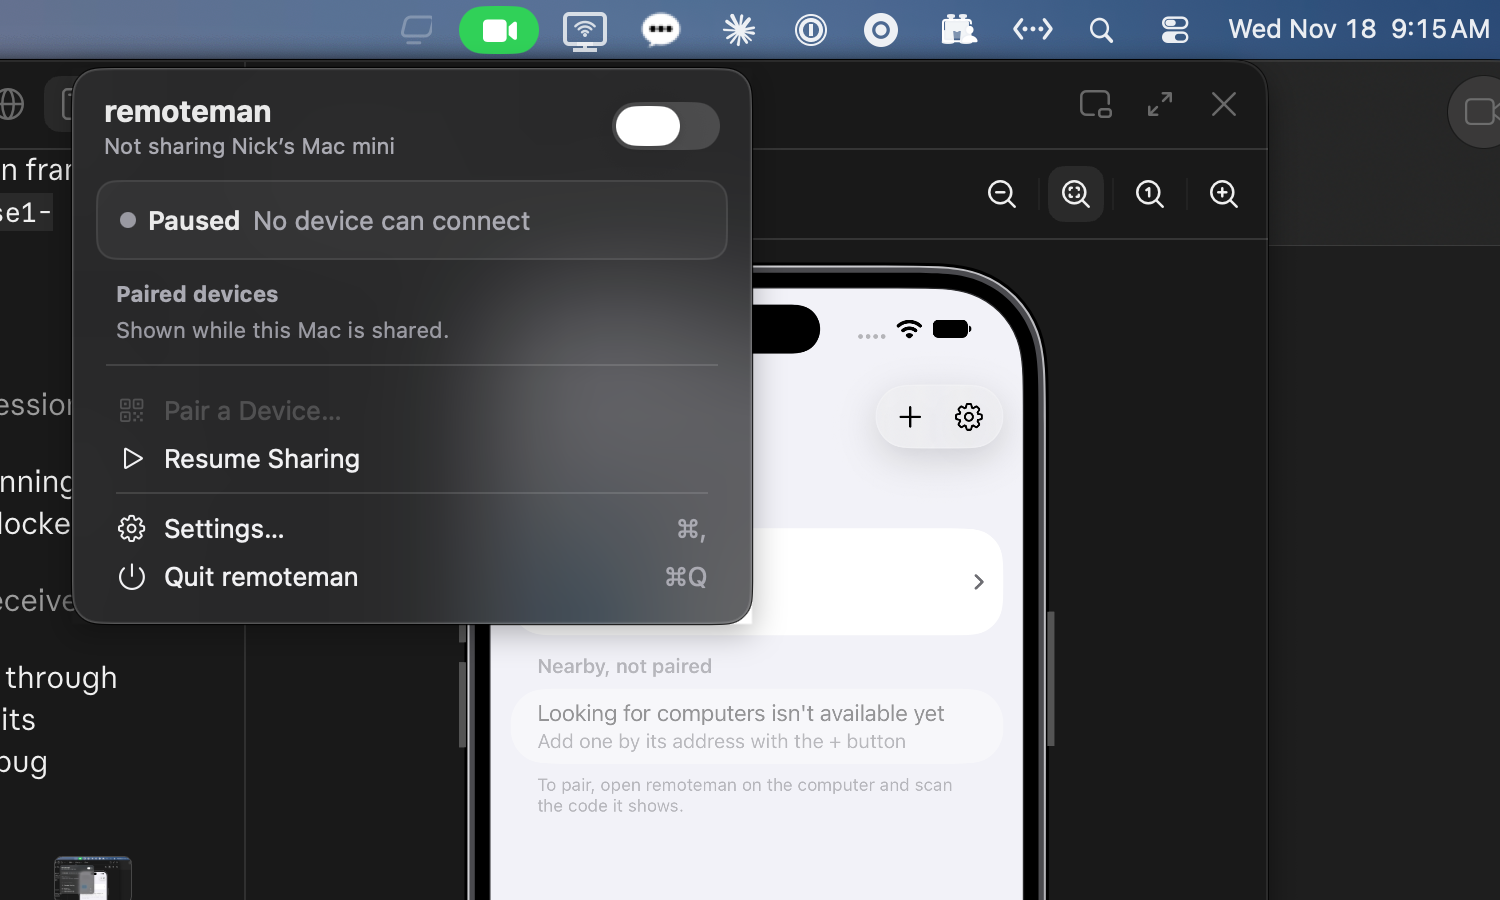 Wed Nov 18 9:15 AM
remoteman
Not sharing Nick's Mac mini
Paused No device can connect
Paired devices
Shown while this Mac is shared.
Pair a Device...
Resume Sharing
Settings... ⌘,
Quit remoteman ⌘Q
n fran
se1-
ession
nning
locke
eceive
through
its
bug
1
+
Nearby, not paired
Looking for computers isn't available yet
Add one by its address with the + button
To pair, open remoteman on the computer and scan
the code it shows.